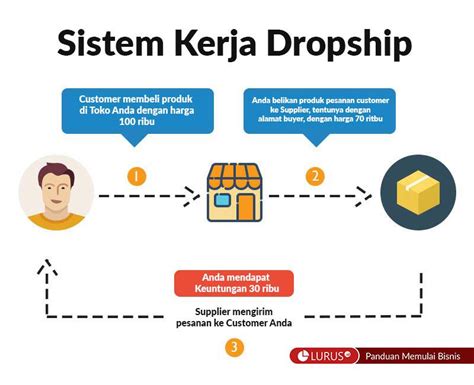 Sistem Kerja Dropship
Customer membeli produk
di Toko Anda dengan harga
100 ribu
Anda belikan produk pesanan customer
ke Supplier, tentunya dengan
alamat buyer, dengan harga 70 ritbu
1
2
Anda mendapat
Keuntungan 30 ribu
Supplier mengirim
pesanan ke Customer Anda
3
LURUS
Panduan Memulai Bisnis